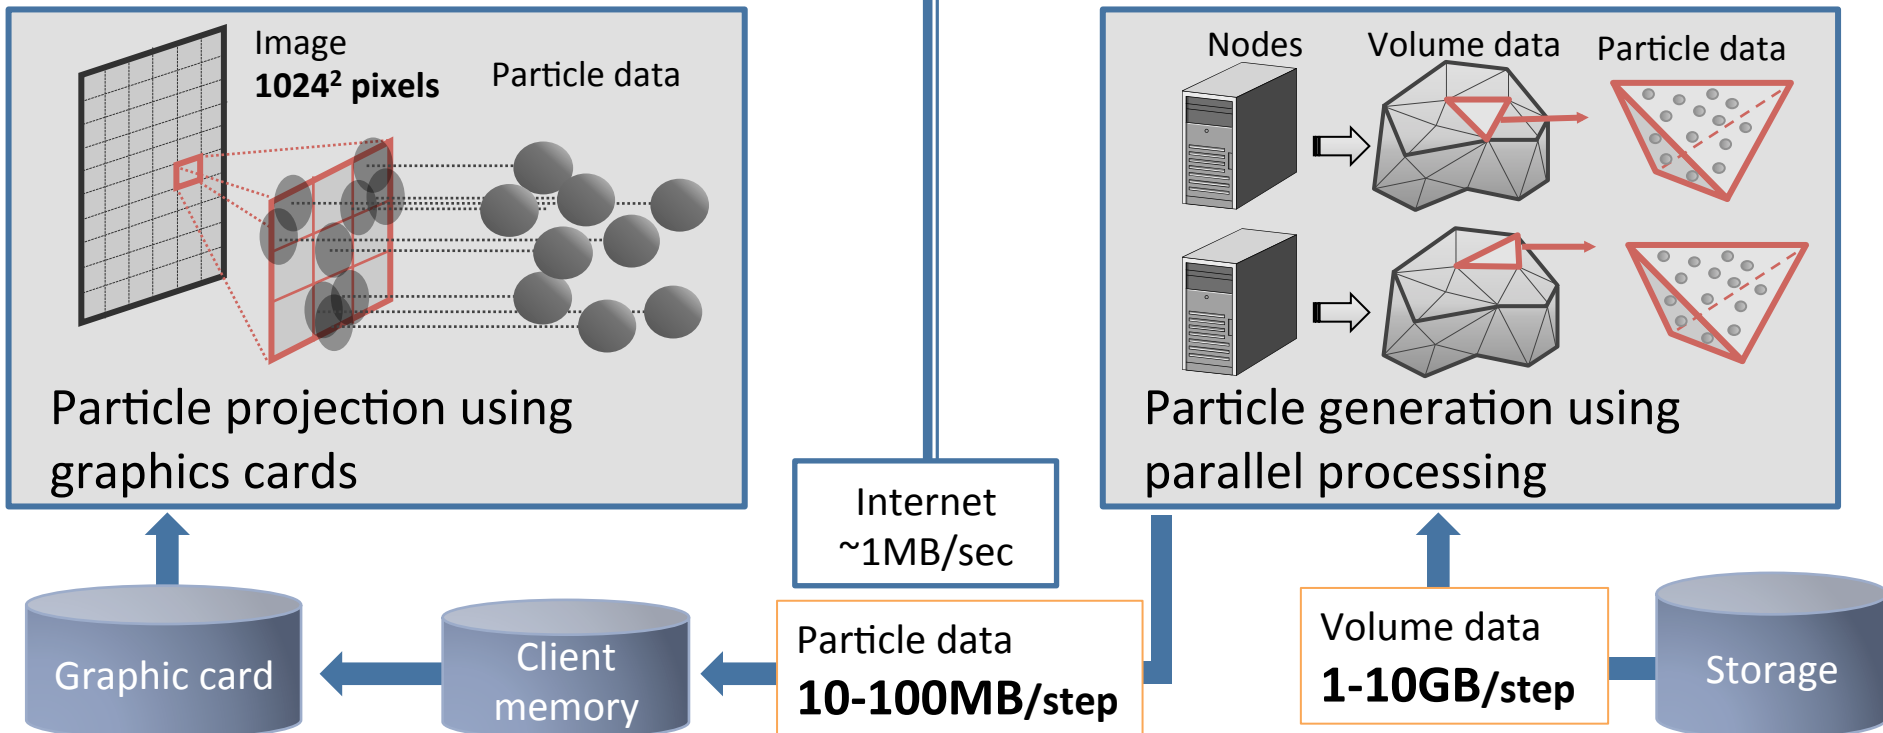 Image
1024² pixels
Particle data
Particle projection using
graphics cards
Nodes
Volume data
Particle data
Particle generation using
parallel processing
Internet
~1MB/sec
Graphic card
Client
memory
Particle data
10-100MB/step
Volume data
1-10GB/step
Storage